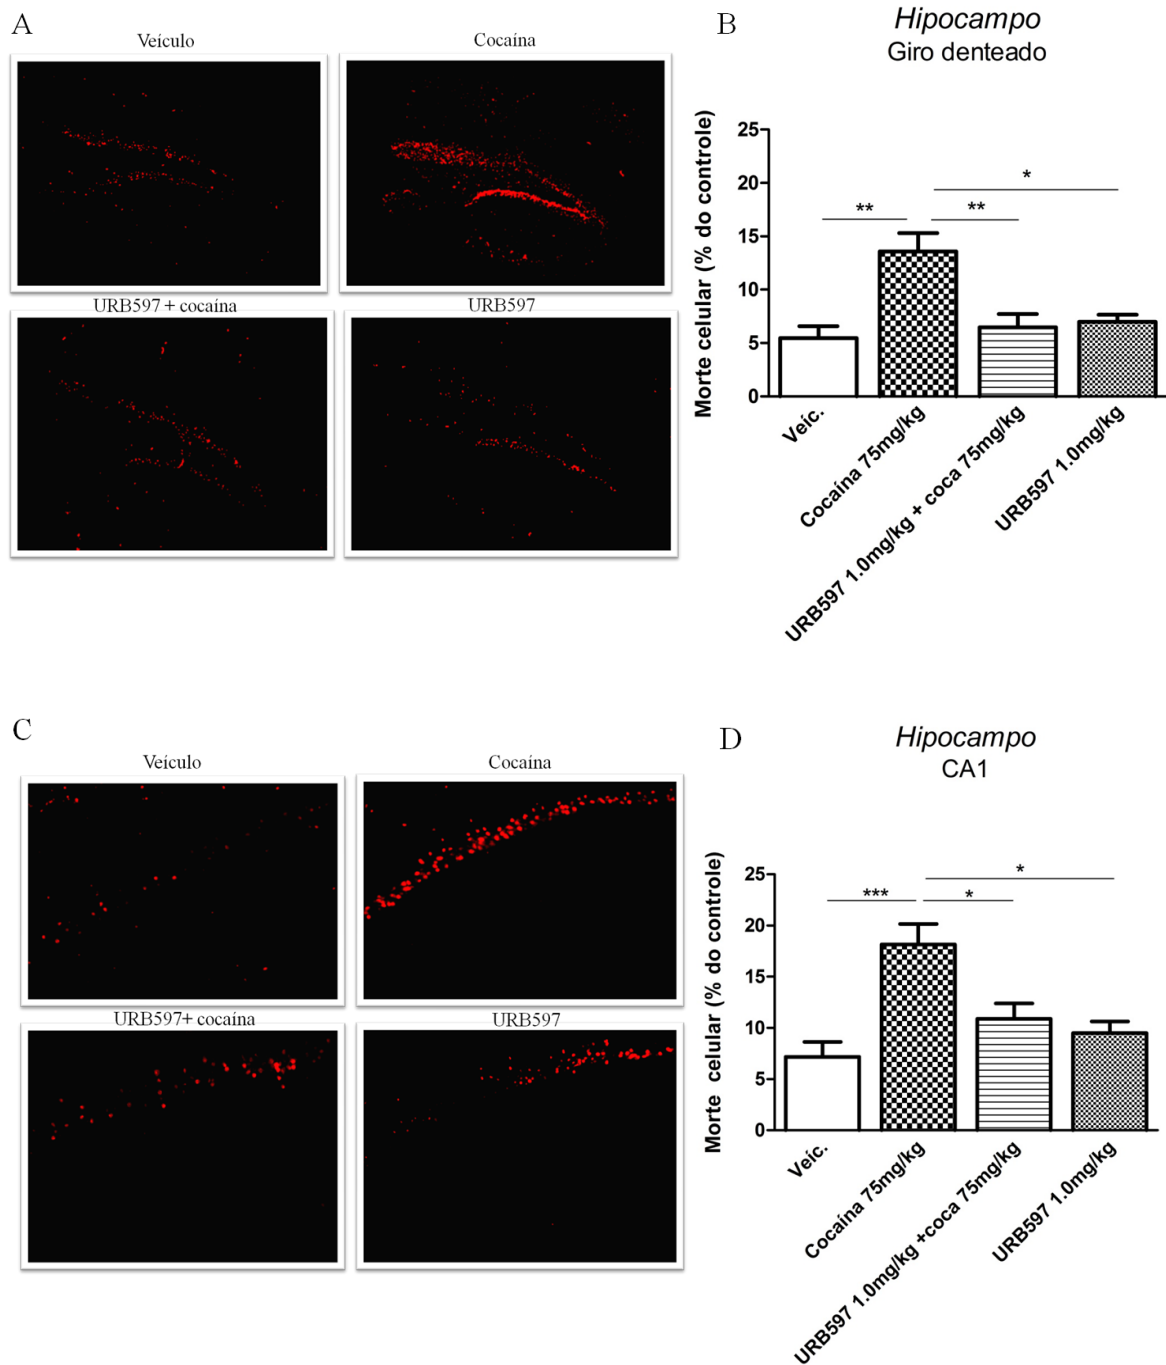 A
Veículo
Cocaína
URB597 + cocaína
URB597
B
Hipocampo
Giro denteado
Morte celular (% do controle)
25
20
15
10
5
0
**
**
*
Veíc.
Cocaína 75mg/kg
URB597 1.0mg/kg + coca 75mg/kg
URB597 1.0mg/kg
C
Veículo
Cocaína
URB597+ cocaína
URB597
D
Hipocampo
CA1
Morte celular (% do controle)
25
20
15
10
5
0
***
*
*
Veíc.
Cocaína 75mg/kg
URB597 1.0mg/kg +coca 75mg/kg
URB597 1.0mg/kg